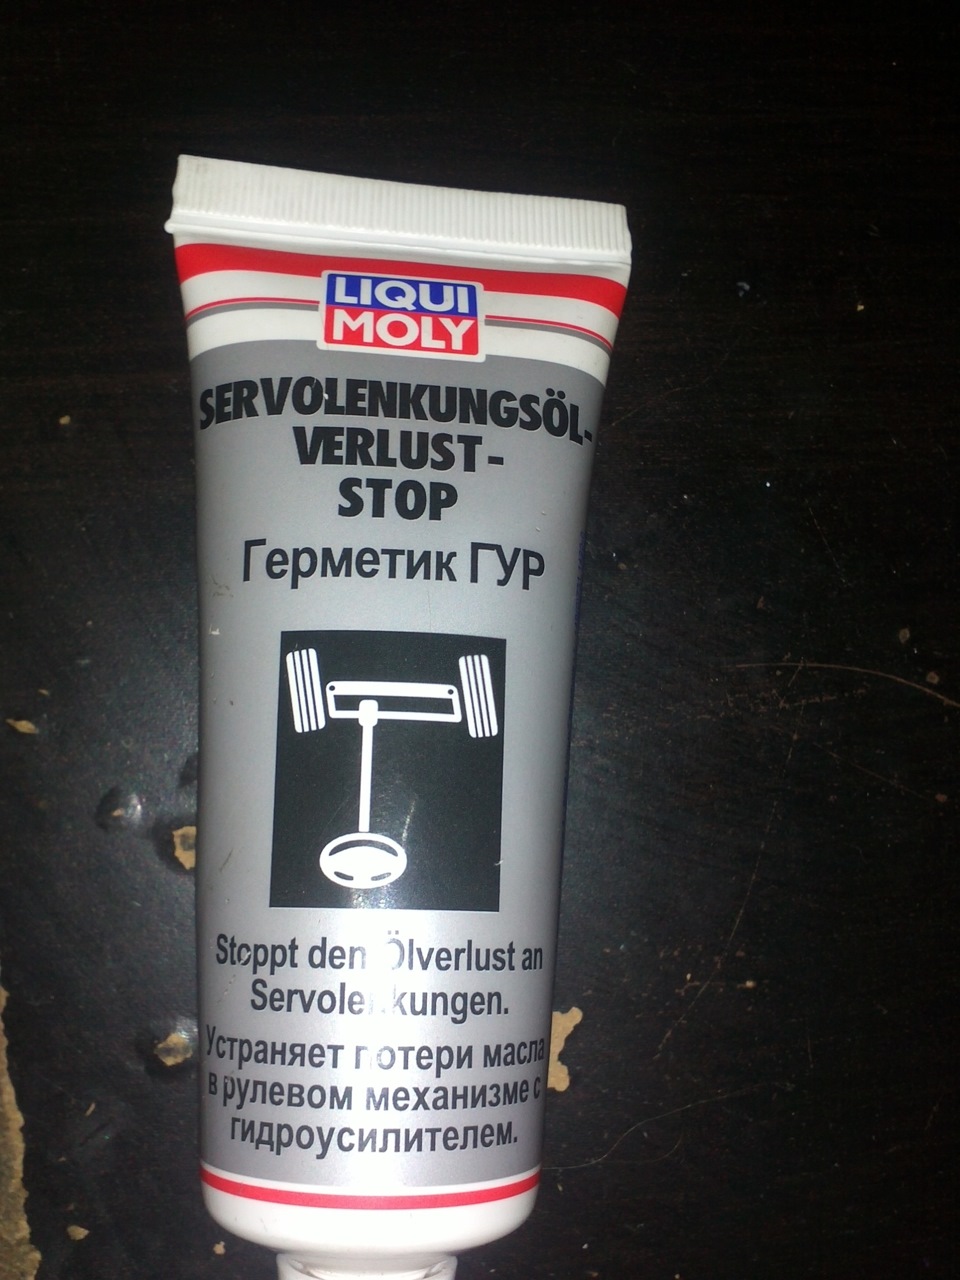 LIQUI
MOLY
SERVOLENKUNGSÖL-
VERLUST-
STOP
Герметик ГУР
Stoppt den Ölverlust an
Servolenkungen.
Устраняет потери масла
в рулевом механизме с
гидроусилителем.